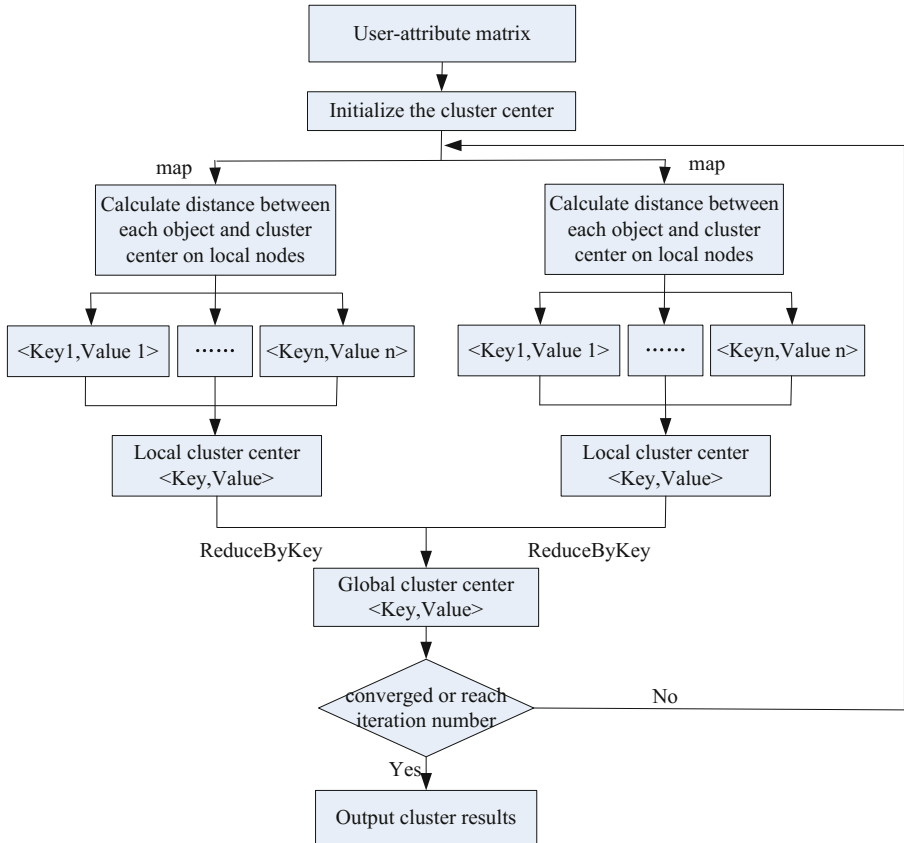 User-attribute matrix
Initialize the cluster center
map
map
Calculate distance between
each object and cluster
center on local nodes
Calculate distance between
each object and cluster
center on local nodes
<Key1,Value 1>
······
<Keyn,Value n>
<Key1,Value 1>
······
<Keyn,Value n>
Local cluster center
<Key,Value>
Local cluster center
<Key,Value>
ReduceByKey
ReduceByKey
Global cluster center
<Key,Value>
converged or reach
iteration number
No
Yes
Output cluster results